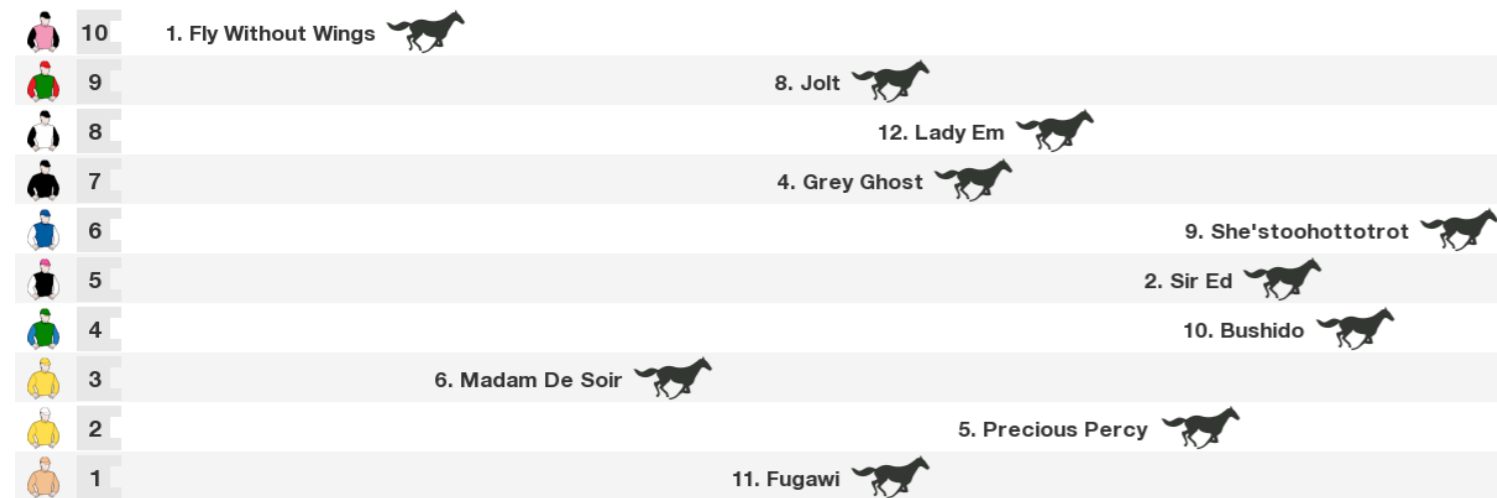 10 1. Fly Without Wings
9 8. Jolt
8 12. Lady Em
7 4. Grey Ghost
6 9. She'stoohottotrot
5 2. Sir Ed
4 10. Bushido
3 6. Madam De Soir
2 5. Precious Percy
1 11. Fugawi